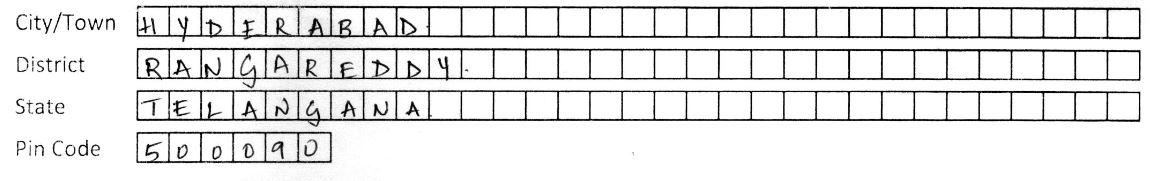 City/Town HYDERABAD.
District RANGAREDDY.
State TELANGANA.
Pin Code 500090